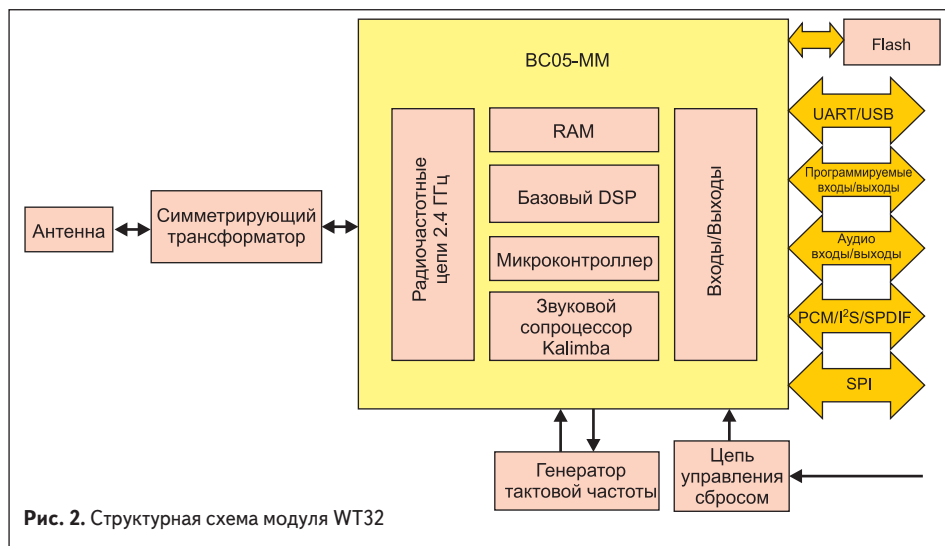 BC05-MM
Flash
UART/USB
Программируемые
входы/выходы
Аудио
входы/выходы
PCM/I²S/SPDIF
SPI
Антенна
Симметрирующий
трансформатор
Радиочастотные
цепи 2.4 ГГц
RAM
Базовый DSP
Микроконтроллер
Звуковой
сопроцессор
Kalimba
Входы/Выходы
Генератор
тактовой частоты
Цепь
управления
сбросом
Рис. 2. Структурная схема модуля WT32